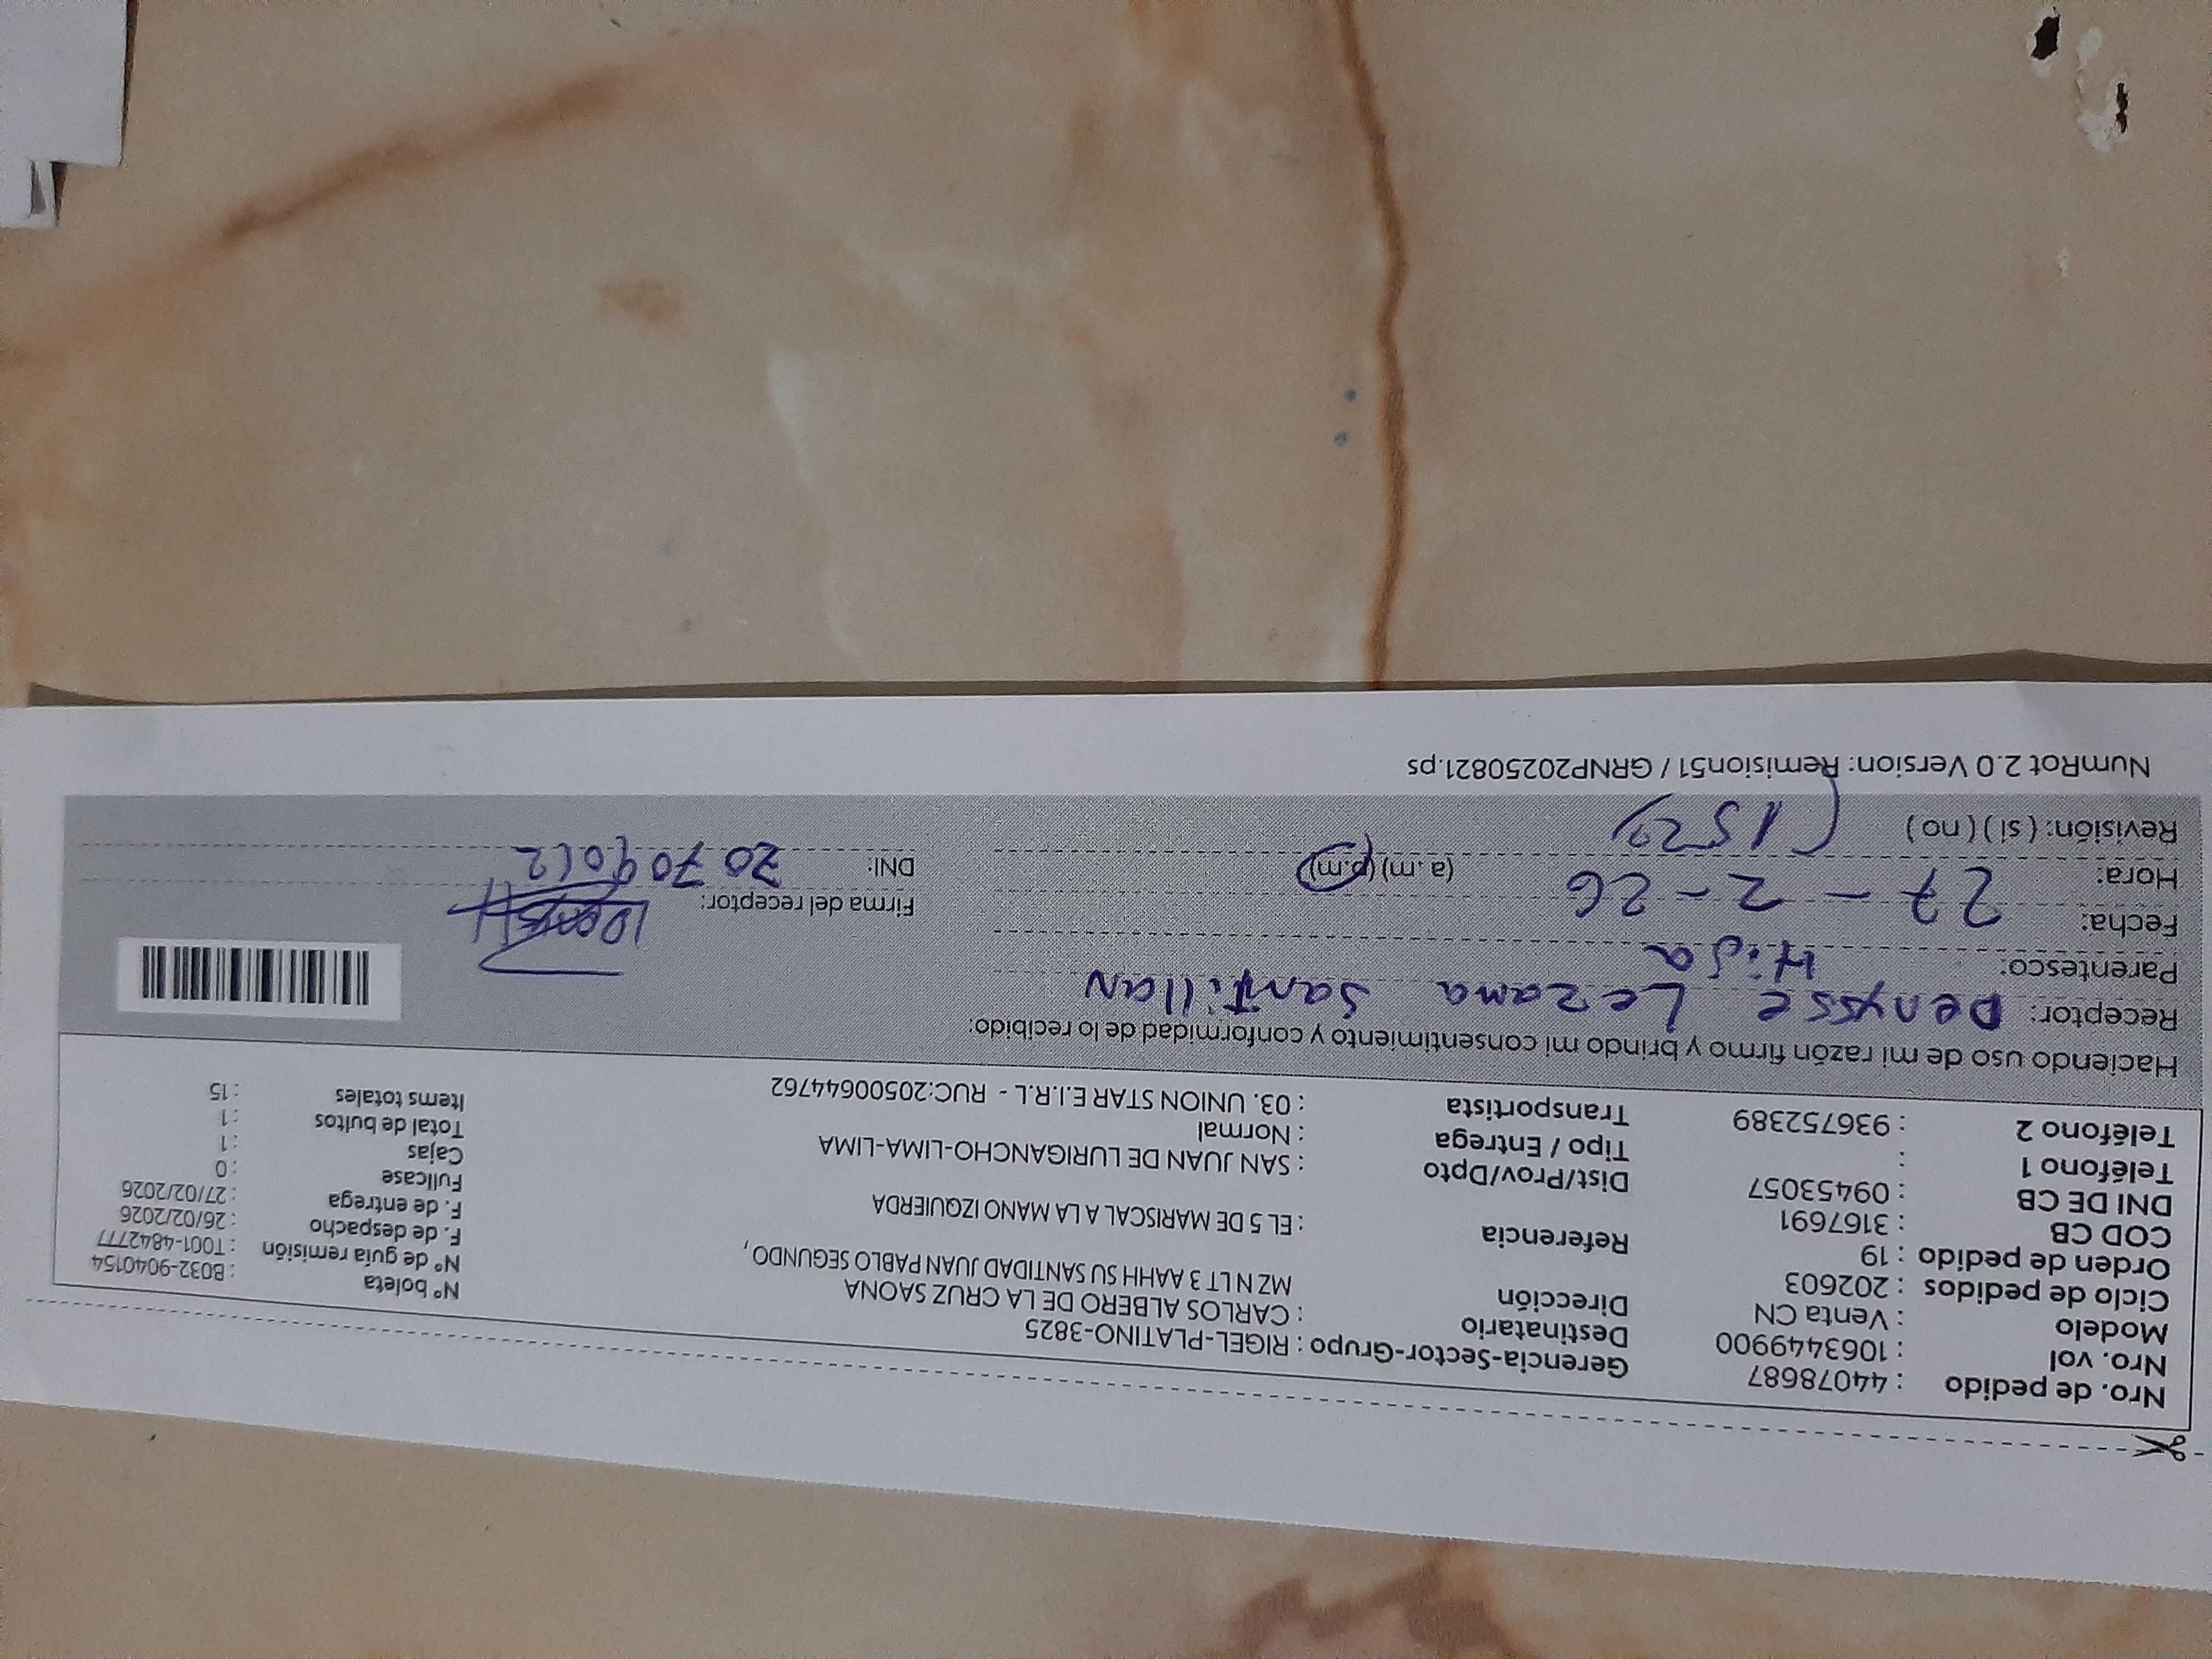 Nro. de pedido : 44078687 Gerencia-Sector-Grupo : RIGEL-PLATINO-3825 N° boleta : B032-9040154
Nro. vol : 1063449900 Destinatario : CARLOS ALBERO DE LA CRUZ SAONA N° de guía remisión : T001-4842777
Modelo : Venta CN Dirección MZ N LT 3 AAHH SU SANTIDAD JUAN PABLO SEGUNDO, F. de despacho : 26/02/2026
Ciclo de pedidos : 202603 Referencia : EL 5 DE MARISCAL A LA MANO IZQUIERDA F. de entrega : 27/02/2026
Orden de pedido : 19 Dist/Prov/Dpto : SAN JUAN DE LURIGANCHO-LIMA-LIMA Fullcase : 0
COD CB : 3167691 Tipo / Entrega : Normal Cajas : 1
DNI DE CB : 09453057 Transportista : 03. UNION STAR E.I.R.L - RUC:20500644762 Total de bultos : 1
Teléfono 1 : Items totales : 15
Teléfono 2 : 936752389
Haciendo uso de mi razón firmo y brindo mi consentimiento y conformidad de lo recibido:
Receptor: Denysse Lezama Santillan
Parentesco: Hija
Fecha: 27 - 2 - 26 Firma del receptor:
Hora: (a.m) (p.m) DNI:
Revisión: ( si ) ( no )
NumRot 2.0 Version: Remision51 / GRNP20250821.ps